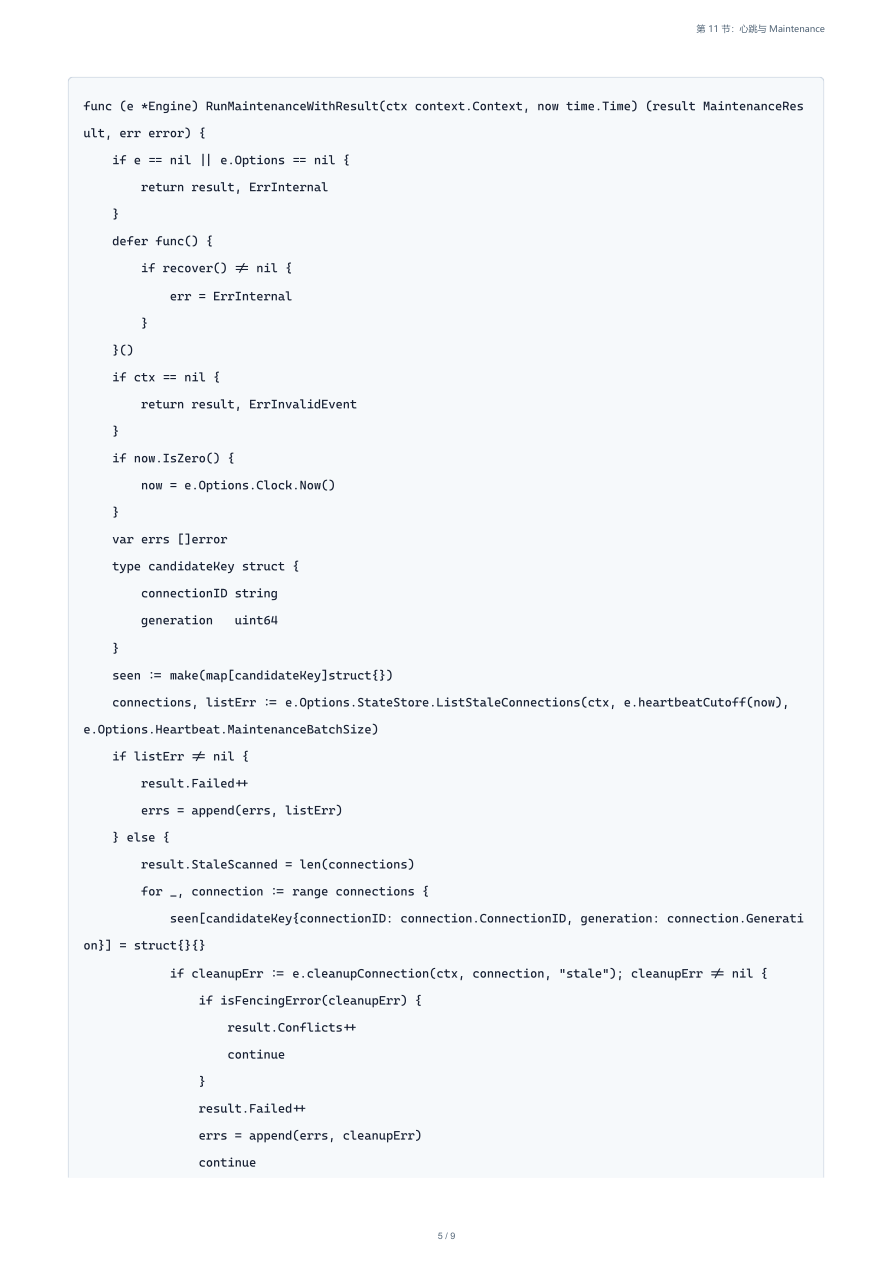 第 11 节：心跳与 Maintenance
func (e *Engine) RunMaintenanceWithResult(ctx context.Context, now time.Time) (result MaintenanceRes
ult, err error) {
    if e == nil || e.Options == nil {
        return result, ErrInternal
    }
    defer func() {
        if recover() != nil {
            err = ErrInternal
        }
    }()
    if ctx == nil {
        return result, ErrInvalidEvent
    }
    if now.IsZero() {
        now = e.Options.Clock.Now()
    }
    var errs []error
    type candidateKey struct {
        connectionID string
        generation   uint64
    }
    seen := make(map[candidateKey]struct{})
    connections, listErr := e.Options.StateStore.ListStaleConnections(ctx, e.heartbeatCutoff(now),
e.Options.Heartbeat.MaintenanceBatchSize)
    if listErr != nil {
        result.Failed++
        errs = append(errs, listErr)
    } else {
        result.StaleScanned = len(connections)
        for _, connection := range connections {
            seen[candidateKey{connectionID: connection.ConnectionID, generation: connection.Generati
on}] = struct{}{}
            if cleanupErr := e.cleanupConnection(ctx, connection, "stale"); cleanupErr != nil {
                if isFencingError(cleanupErr) {
                    result.Conflicts++
                    continue
                }
                result.Failed++
                errs = append(errs, cleanupErr)
                continue
5 / 9